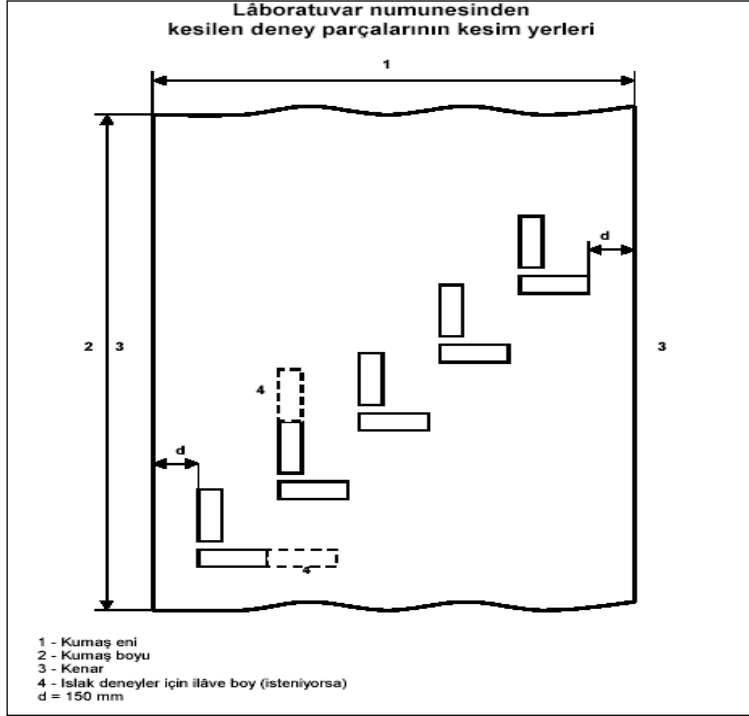 Lâboratuvar numunesinden
kesilen deney parçalarının kesim yerleri
1
d
2
3
3
4
d
4
1 - Kumaş eni
2 - Kumaş boyu
3 - Kenar
4 - Islak deneyler için ilâve boy (isteniyorsa)
d = 150 mm